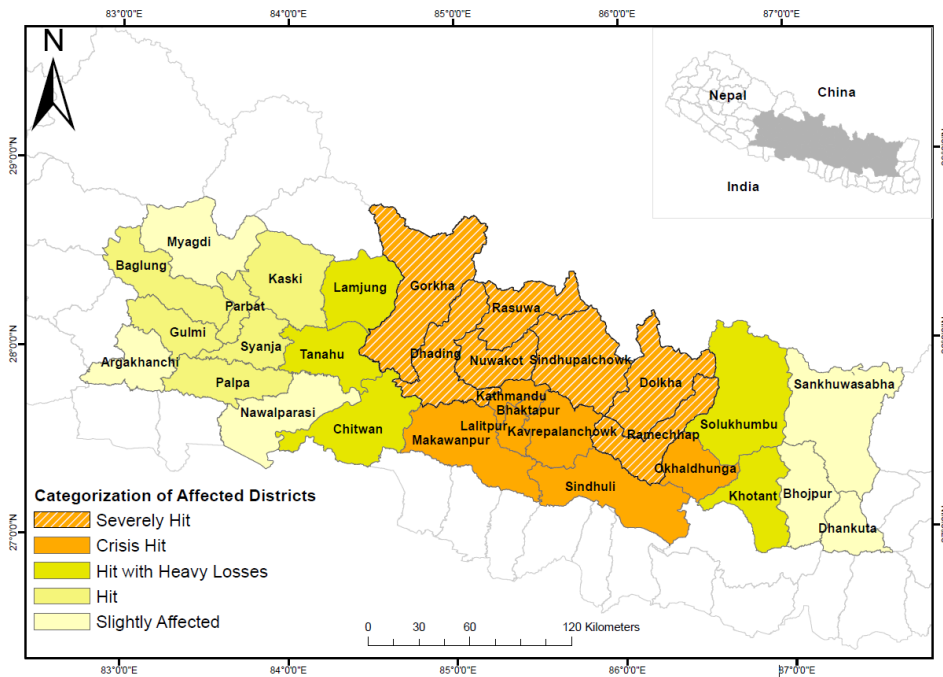 83°0'0"E 84°0'0"E 85°0'0"E 86°0'0"E 87°0'0"E
N
Nepal
China
India
29°0'0"N
28°0'0"N
27°0'0"N
Myagdi
Baglung
Kaski
Lamjung
Gorkha
Parbat
Rasuwa
Gulmi
Syanja
Argakhanchi
Tanahu
Dhading
Nuwakot
Sindhupalchowk
Palpa
Dolkha
Sankhuwasabha
Nawalparasi
Kathmandu
Bhaktapur
Chitwan
Lalitpur
Kavrepalanchowk
Ramechhap
Solukhumbu
Makawanpur
Okhaldhunga
Sindhuli
Khotant
Bhojpur
Dhankuta
Categorization of Affected Districts
Severely Hit
Crisis Hit
Hit with Heavy Losses
Hit
Slightly Affected
0 30 60 120 Kilometers
83°0'0"E 84°0'0"E 85°0'0"E 86°0'0"E 87°0'0"E